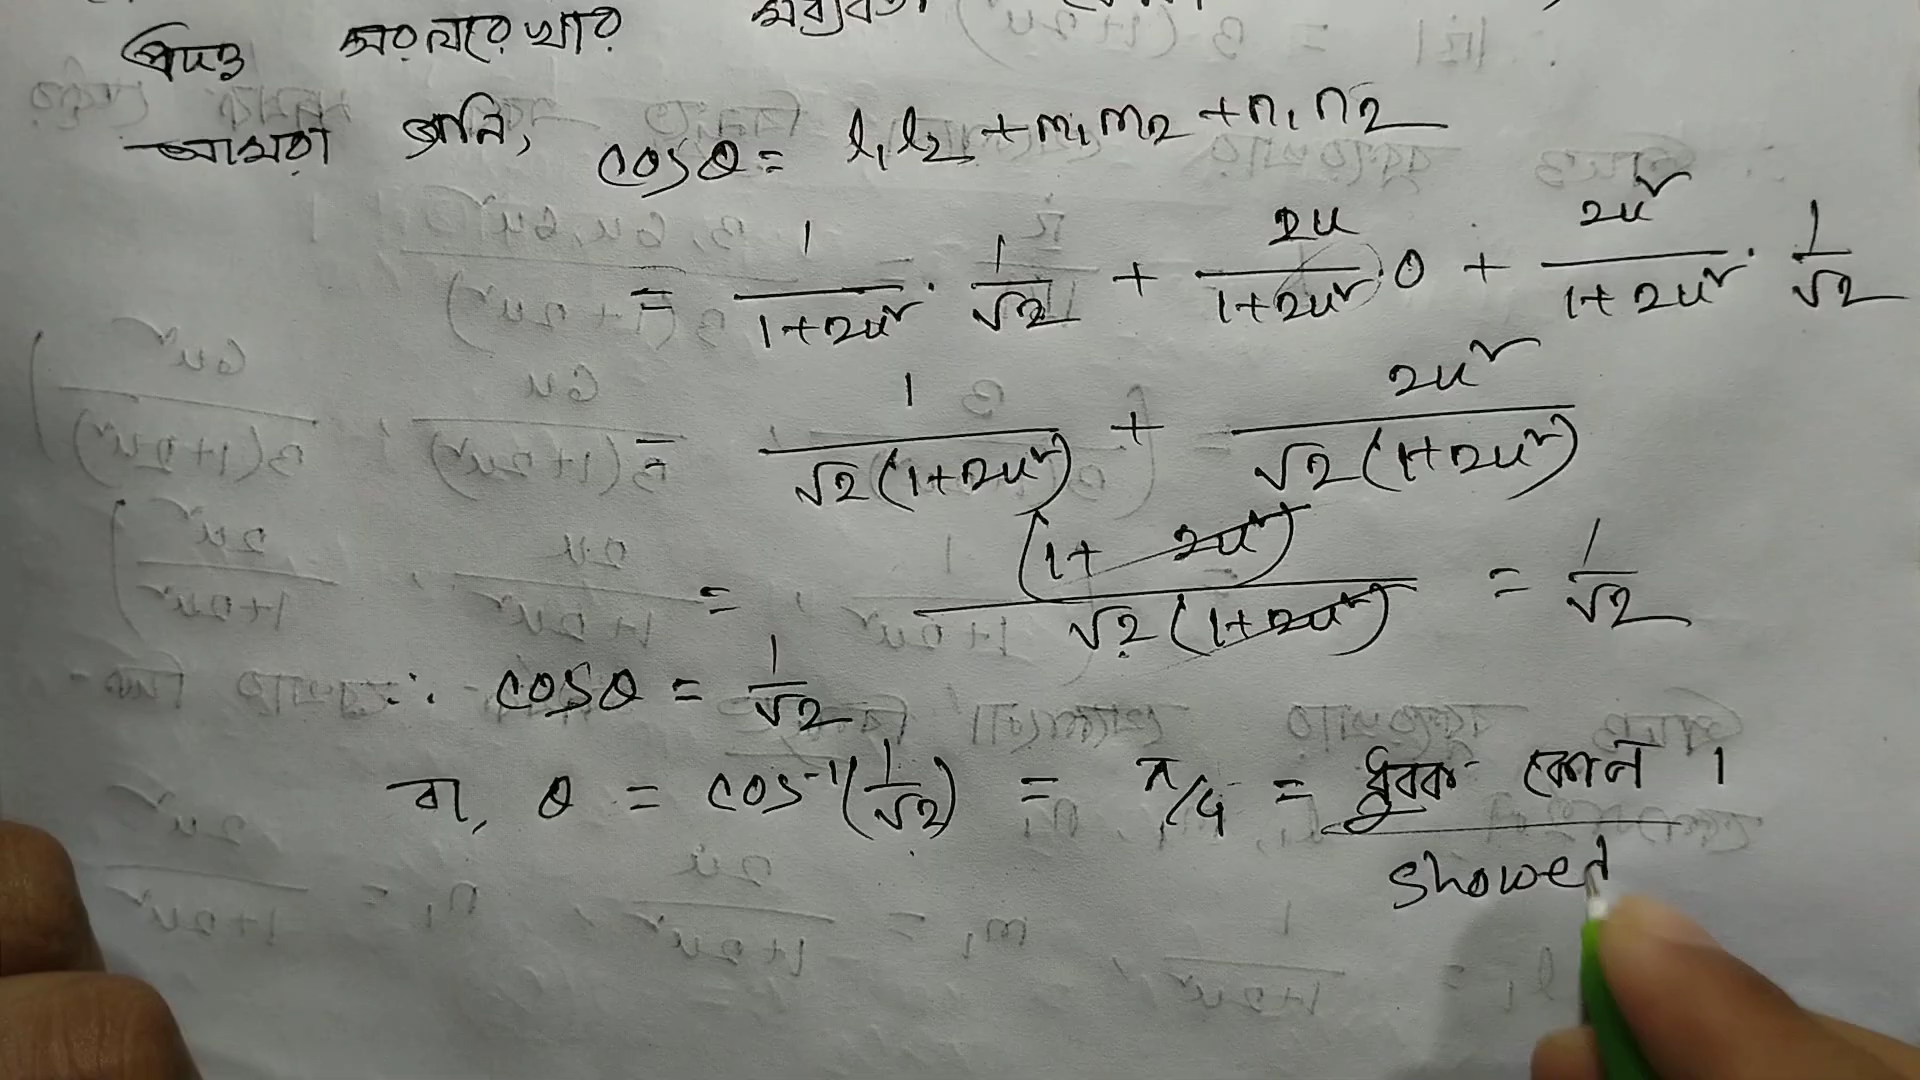 প্রদত্ত সরলরেখার
আমরা জানি, cosθ = l₁l₂ + m₁m₂ + n₁n₂
= 1/(1+2u²) · 1/√2 + 2u/(1+2u²) · 0 + 2u²/(1+2u²) · 1/√2
= 1/(√2(1+2u²)) + 2u²/(√2(1+2u²))
= (1+2u²)/(√2(1+2u²)) = 1/√2
∴ cosθ = 1/√2
বা, θ = cos⁻¹(1/√2) = π/4 = ধ্রুবক কোন ।
showed